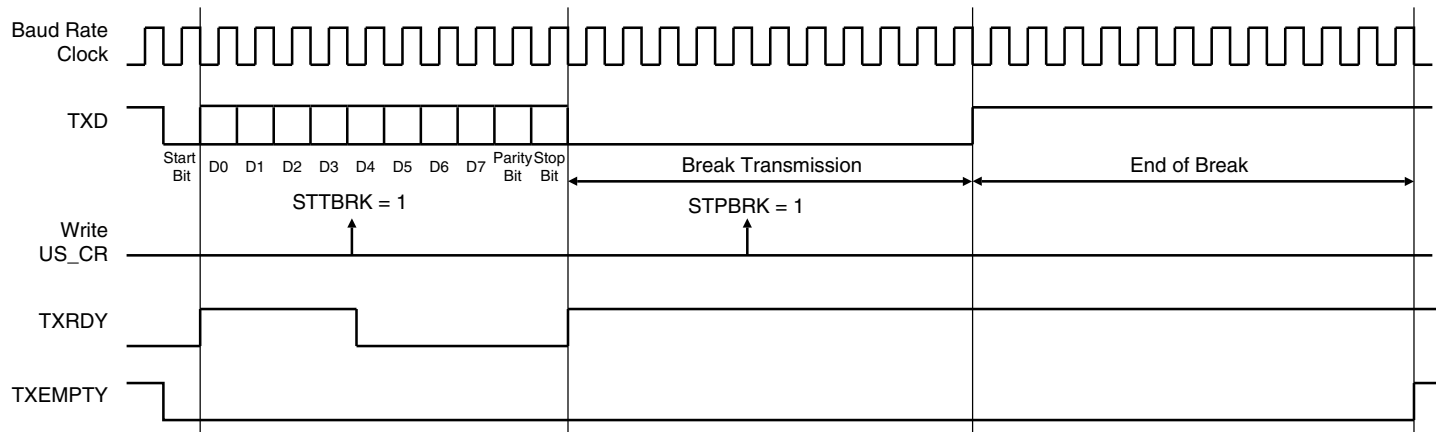 Baud Rate
Clock
TXD
Start
Bit
D0 D1 D2 D3 D4 D5 D6 D7
Parity
Bit
Stop
Bit
Break Transmission
End of Break
STTBRK = 1
STPBRK = 1
Write
US_CR
TXRDY
TXEMPTY